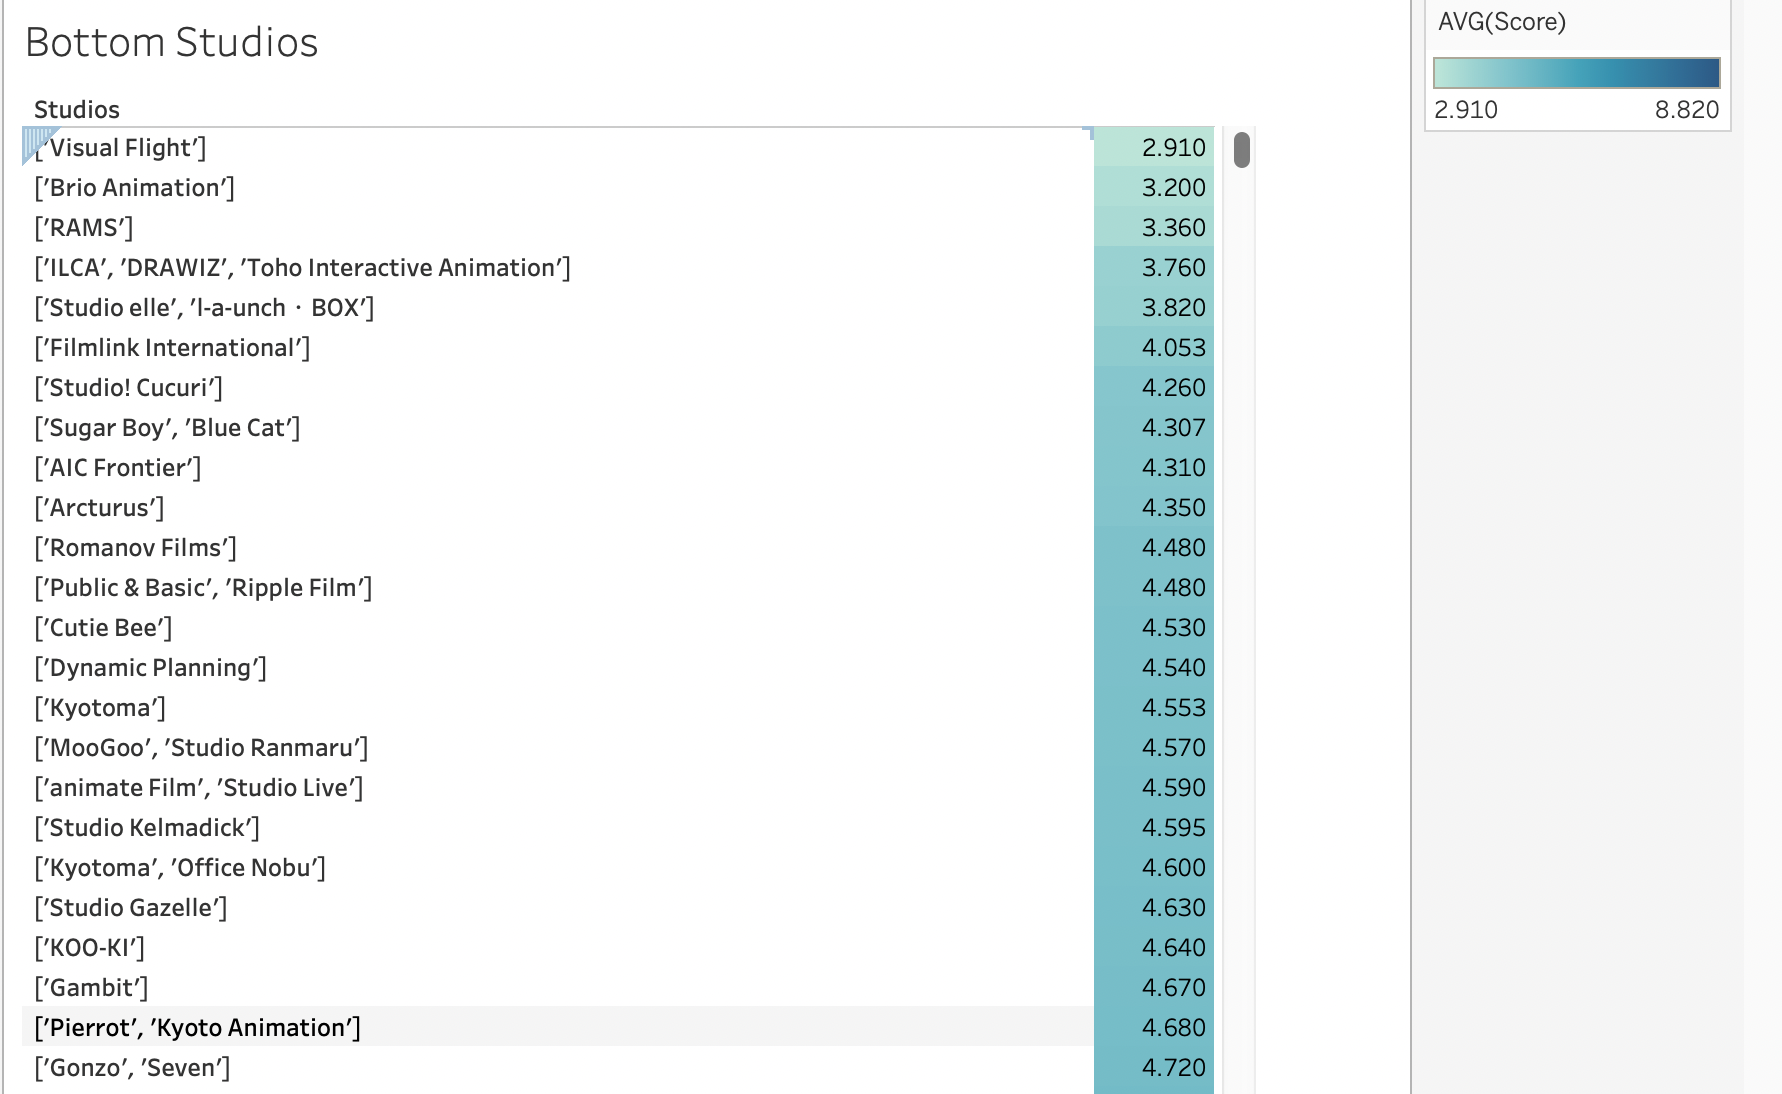 Bottom Studios
AVG(Score)
2.910 8.820
Studios
['Visual Flight'] 2.910
['Brio Animation'] 3.200
['RAMS'] 3.360
['ILCA', 'DRAWIZ', 'Toho Interactive Animation'] 3.760
['Studio elle', 'l-a-unch・BOX'] 3.820
['Filmlink International'] 4.053
['Studio! Cucuri'] 4.260
['Sugar Boy', 'Blue Cat'] 4.307
['AIC Frontier'] 4.310
['Arcturus'] 4.350
['Romanov Films'] 4.480
['Public & Basic', 'Ripple Film'] 4.480
['Cutie Bee'] 4.530
['Dynamic Planning'] 4.540
['Kyotoma'] 4.553
['MooGoo', 'Studio Ranmaru'] 4.570
['animate Film', 'Studio Live'] 4.590
['Studio Kelmadick'] 4.595
['Kyotoma', 'Office Nobu'] 4.600
['Studio Gazelle'] 4.630
['KOO-KI'] 4.640
['Gambit'] 4.670
['Pierrot', 'Kyoto Animation'] 4.680
['Gonzo', 'Seven'] 4.720